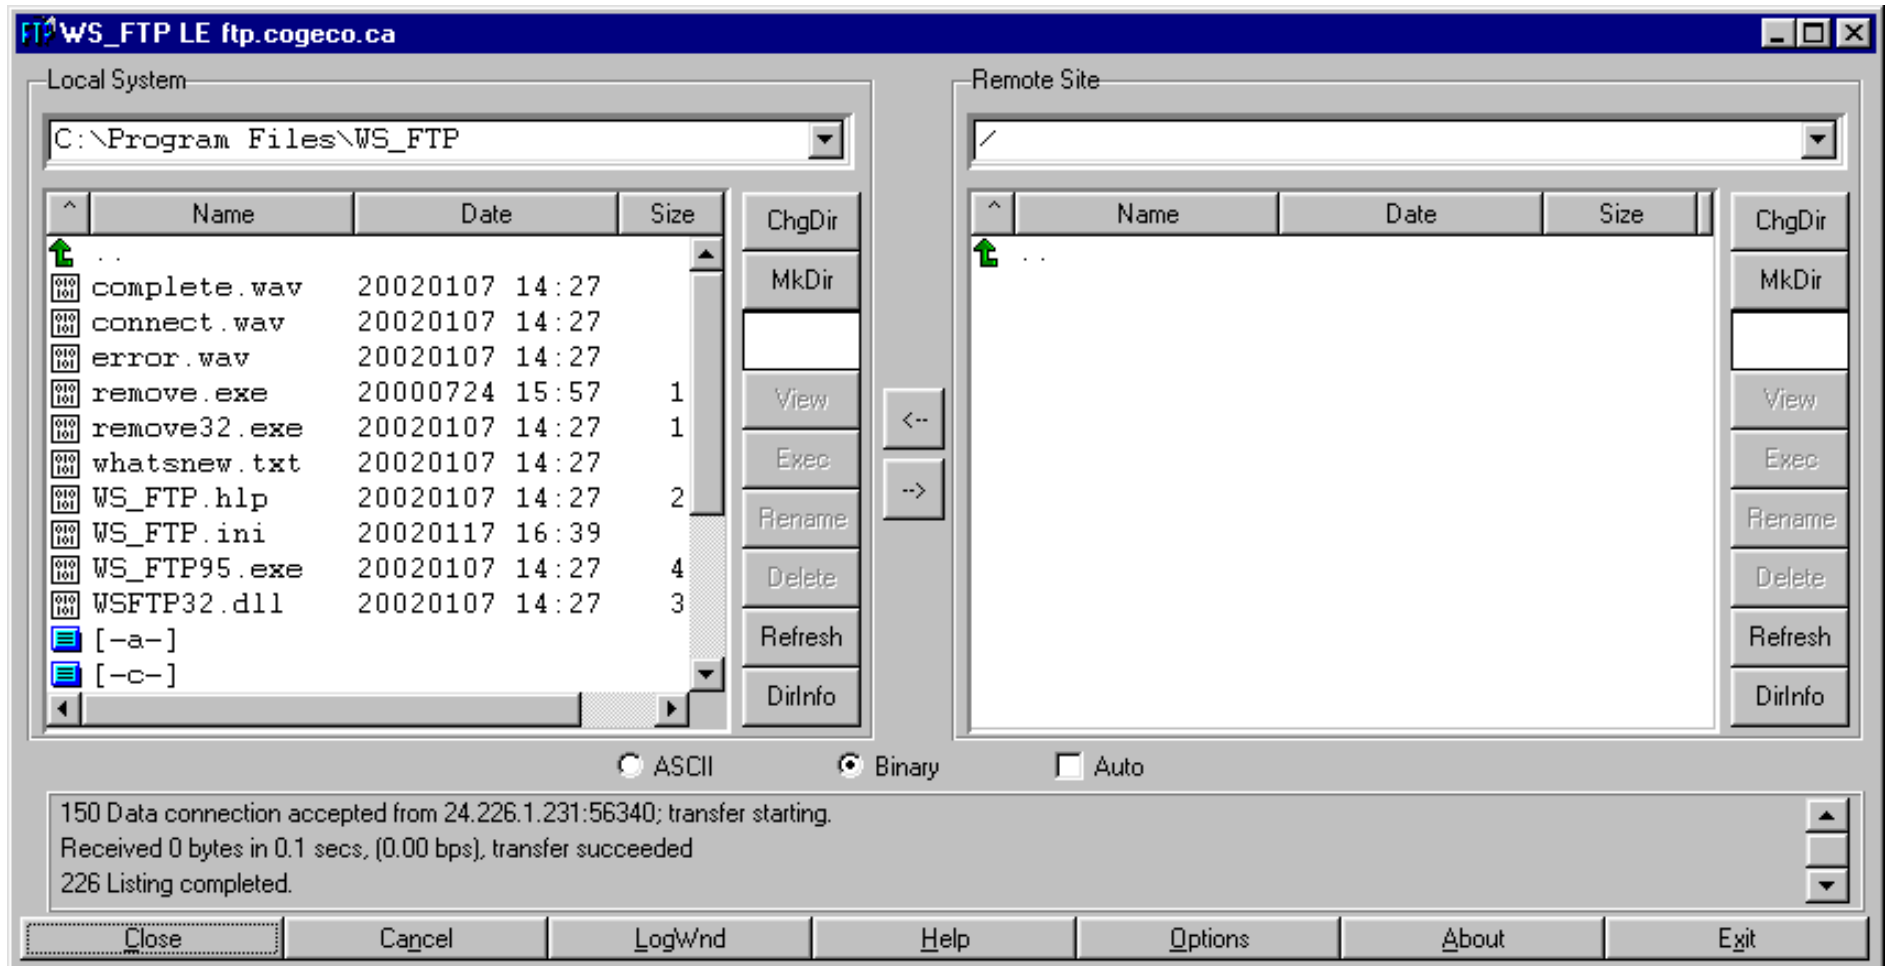 WS_FTP LE ftp.cogeco.ca
Local System
C:\Program Files\WS_FTP
^ Name Date Size
..
complete.wav 20020107 14:27
connect.wav 20020107 14:27
error.wav 20020107 14:27
remove.exe 20000724 15:57 1
remove32.exe 20020107 14:27 1
whatsnew.txt 20020107 14:27
WS_FTP.hlp 20020107 14:27 2
WS_FTP.ini 20020117 16:39
WS_FTP95.exe 20020107 14:27 4
WSFTP32.dll 20020107 14:27 3
[-a-]
[-c-]
ChgDir
MkDir
View
Exec
Rename
Delete
Refresh
DirInfo
<--
-->
Remote Site
/
^ Name Date Size
..
ChgDir
MkDir
View
Exec
Rename
Delete
Refresh
DirInfo
ASCII Binary Auto
150 Data connection accepted from 24.226.1.231:56340; transfer starting.
Received 0 bytes in 0.1 secs, (0.00 bps), transfer succeeded
226 Listing completed.
Close Cancel LogWnd Help Options About Exit